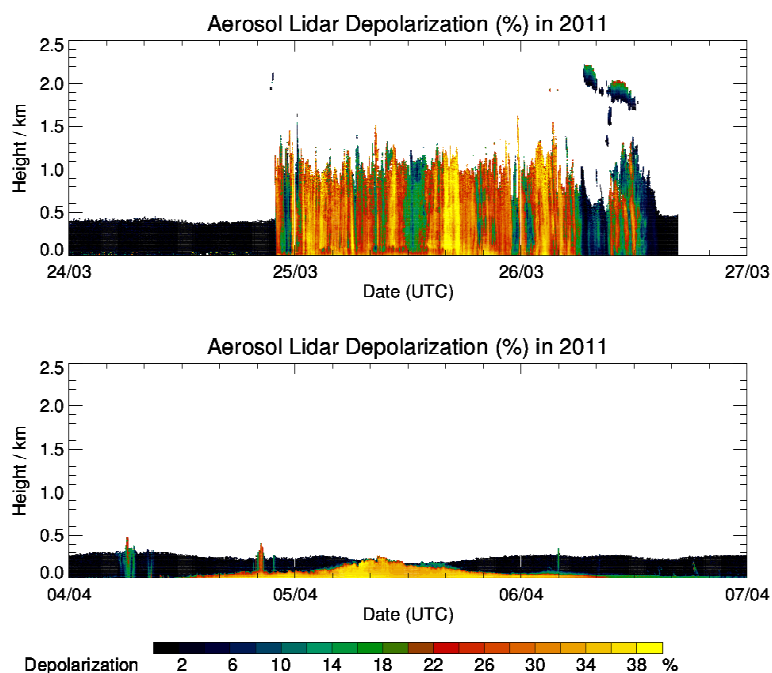 Aerosol Lidar Depolarization (%) in 2011
2.5
2.0
1.5
1.0
0.5
0.0
Height / km
24/03 25/03 26/03 27/03
Date (UTC)
Aerosol Lidar Depolarization (%) in 2011
2.5
2.0
1.5
1.0
0.5
0.0
Height / km
04/04 05/04 06/04 07/04
Date (UTC)
Depolarization 2 6 10 14 18 22 26 30 34 38 %